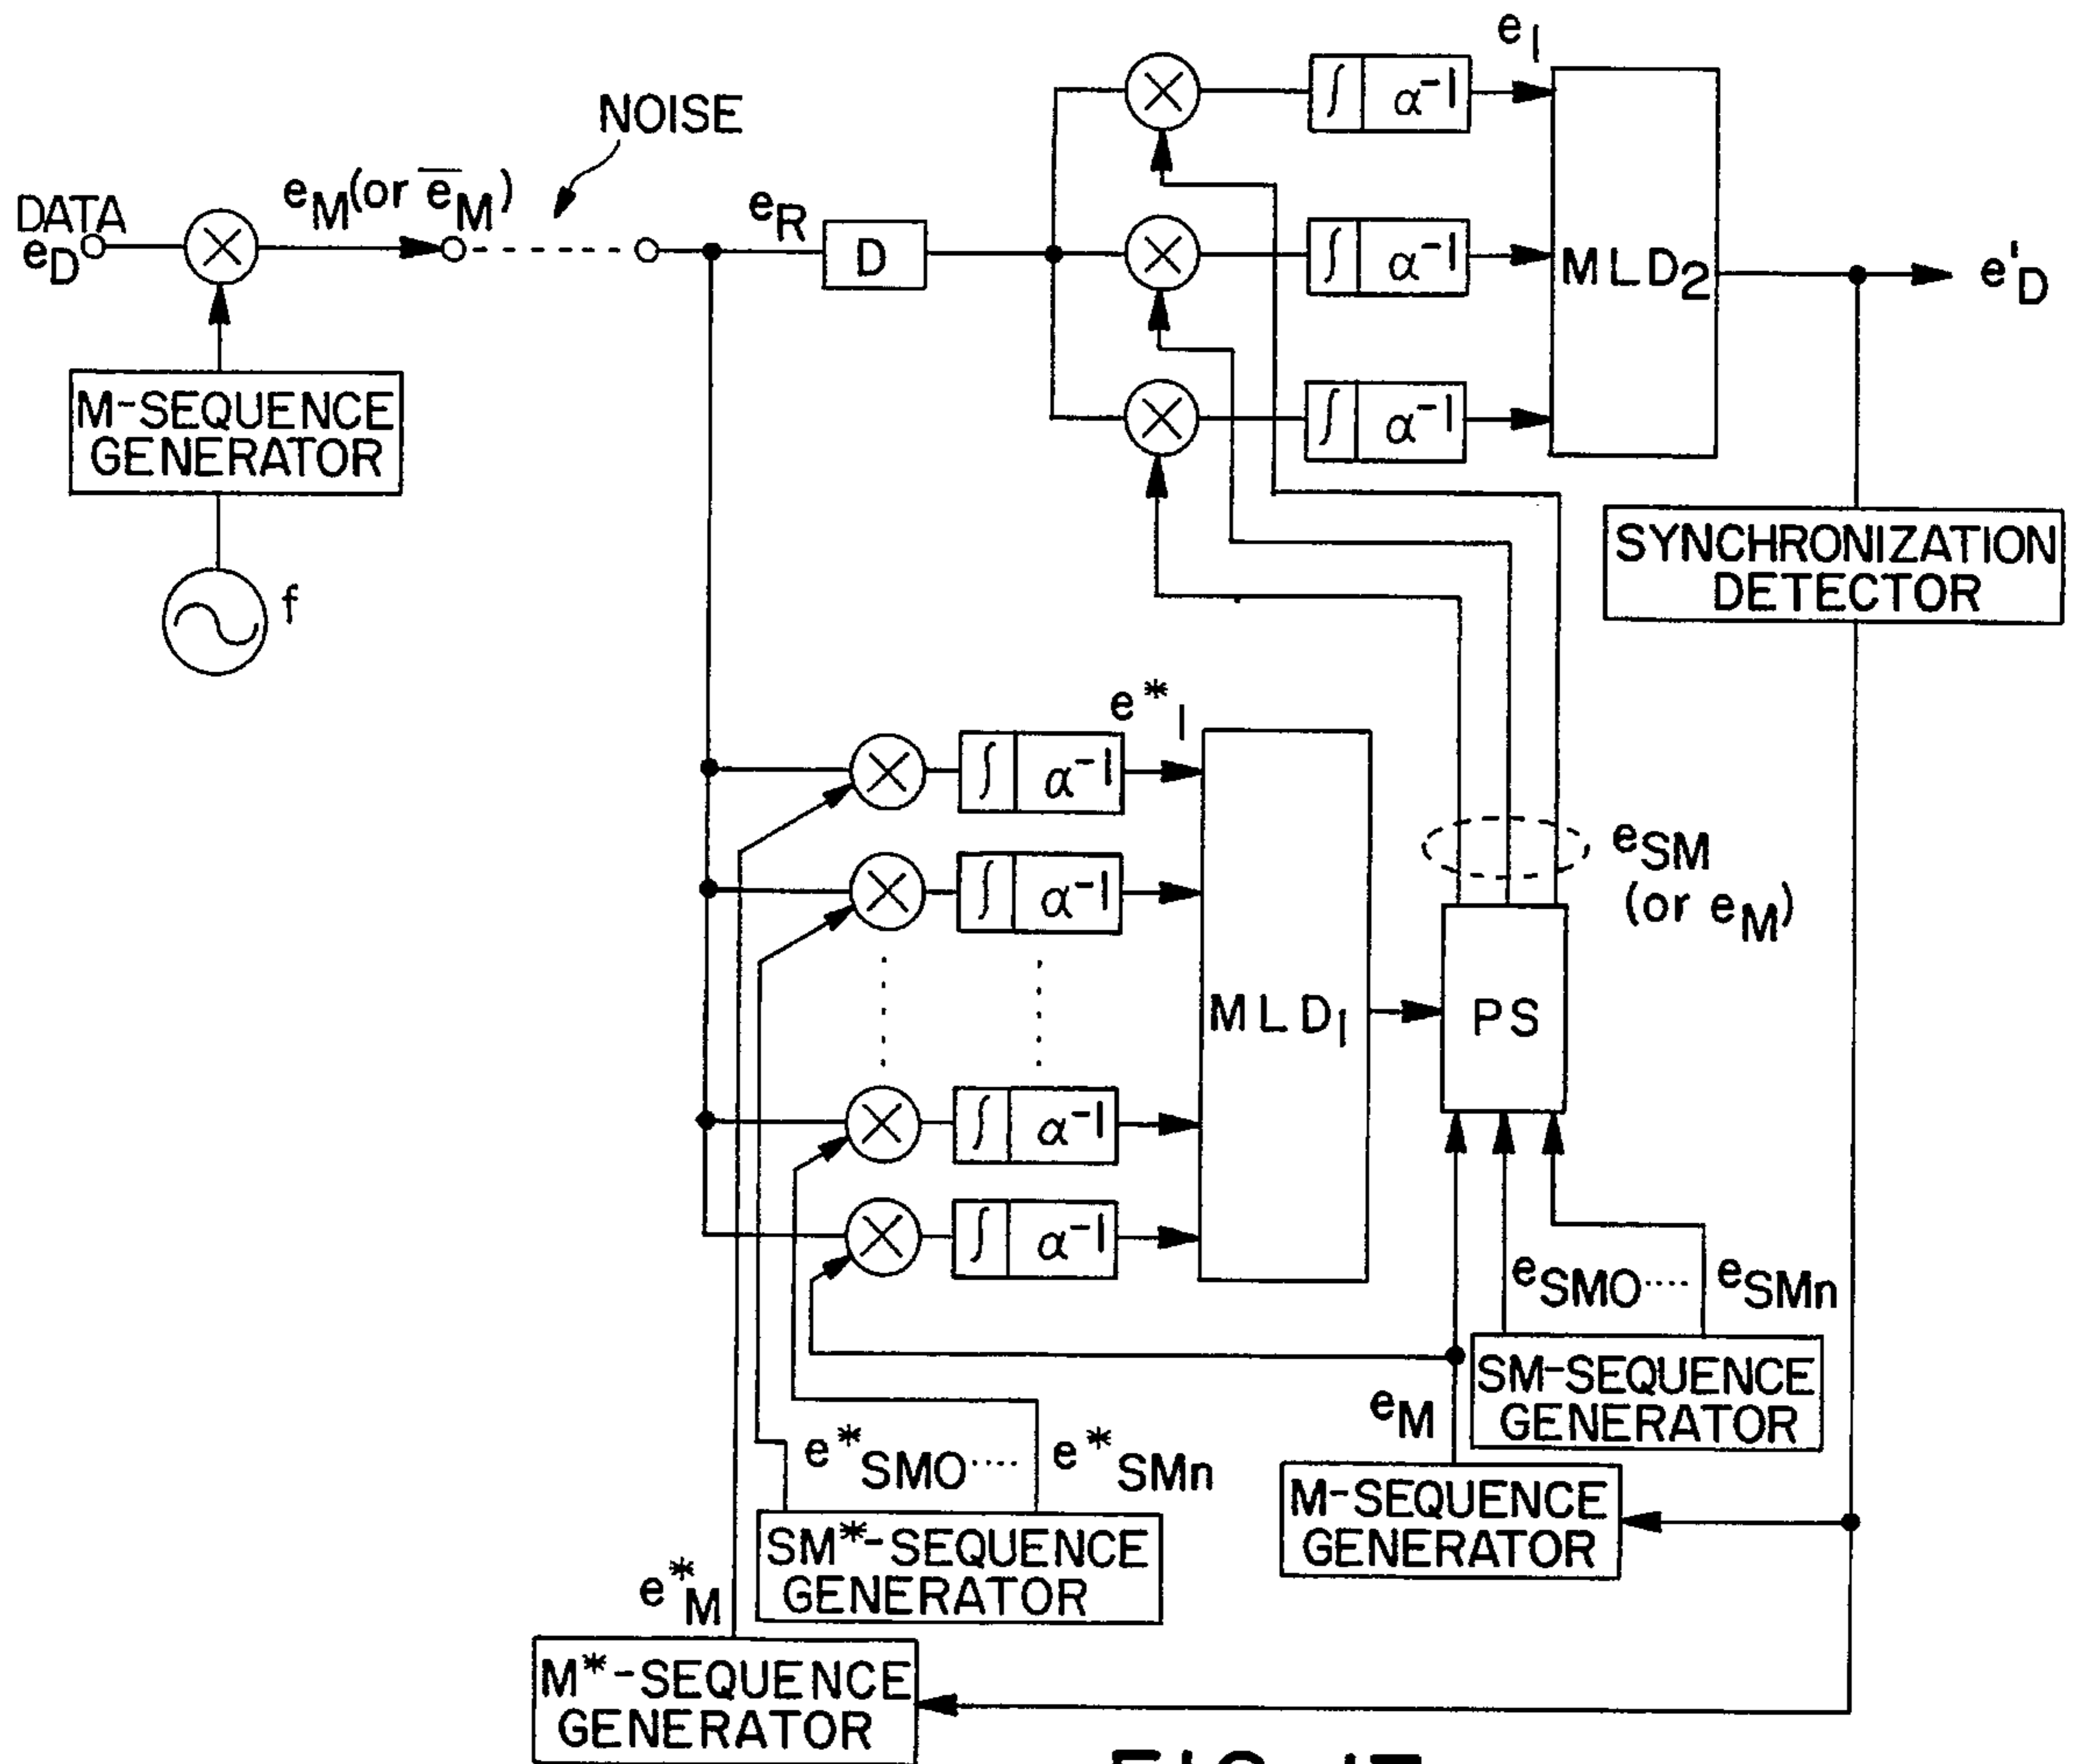 e1
NOISE
∫ α⁻¹
eM(or ēM)
DATA
eD
eR
D
∫ α⁻¹
MLD2
e'D
M-SEQUENCE
GENERATOR
∫ α⁻¹
SYNCHRONIZATION
DETECTOR
f
e*1
∫ α⁻¹
eSM
(or eM)
∫ α⁻¹
MLD1
PS
∫ α⁻¹
∫ α⁻¹
eSM0···· eSMn
SM-SEQUENCE
GENERATOR
eM
e*SM0···· e*SMn
M-SEQUENCE
GENERATOR
SM*-SEQUENCE
GENERATOR
e*M
M*-SEQUENCE
GENERATOR